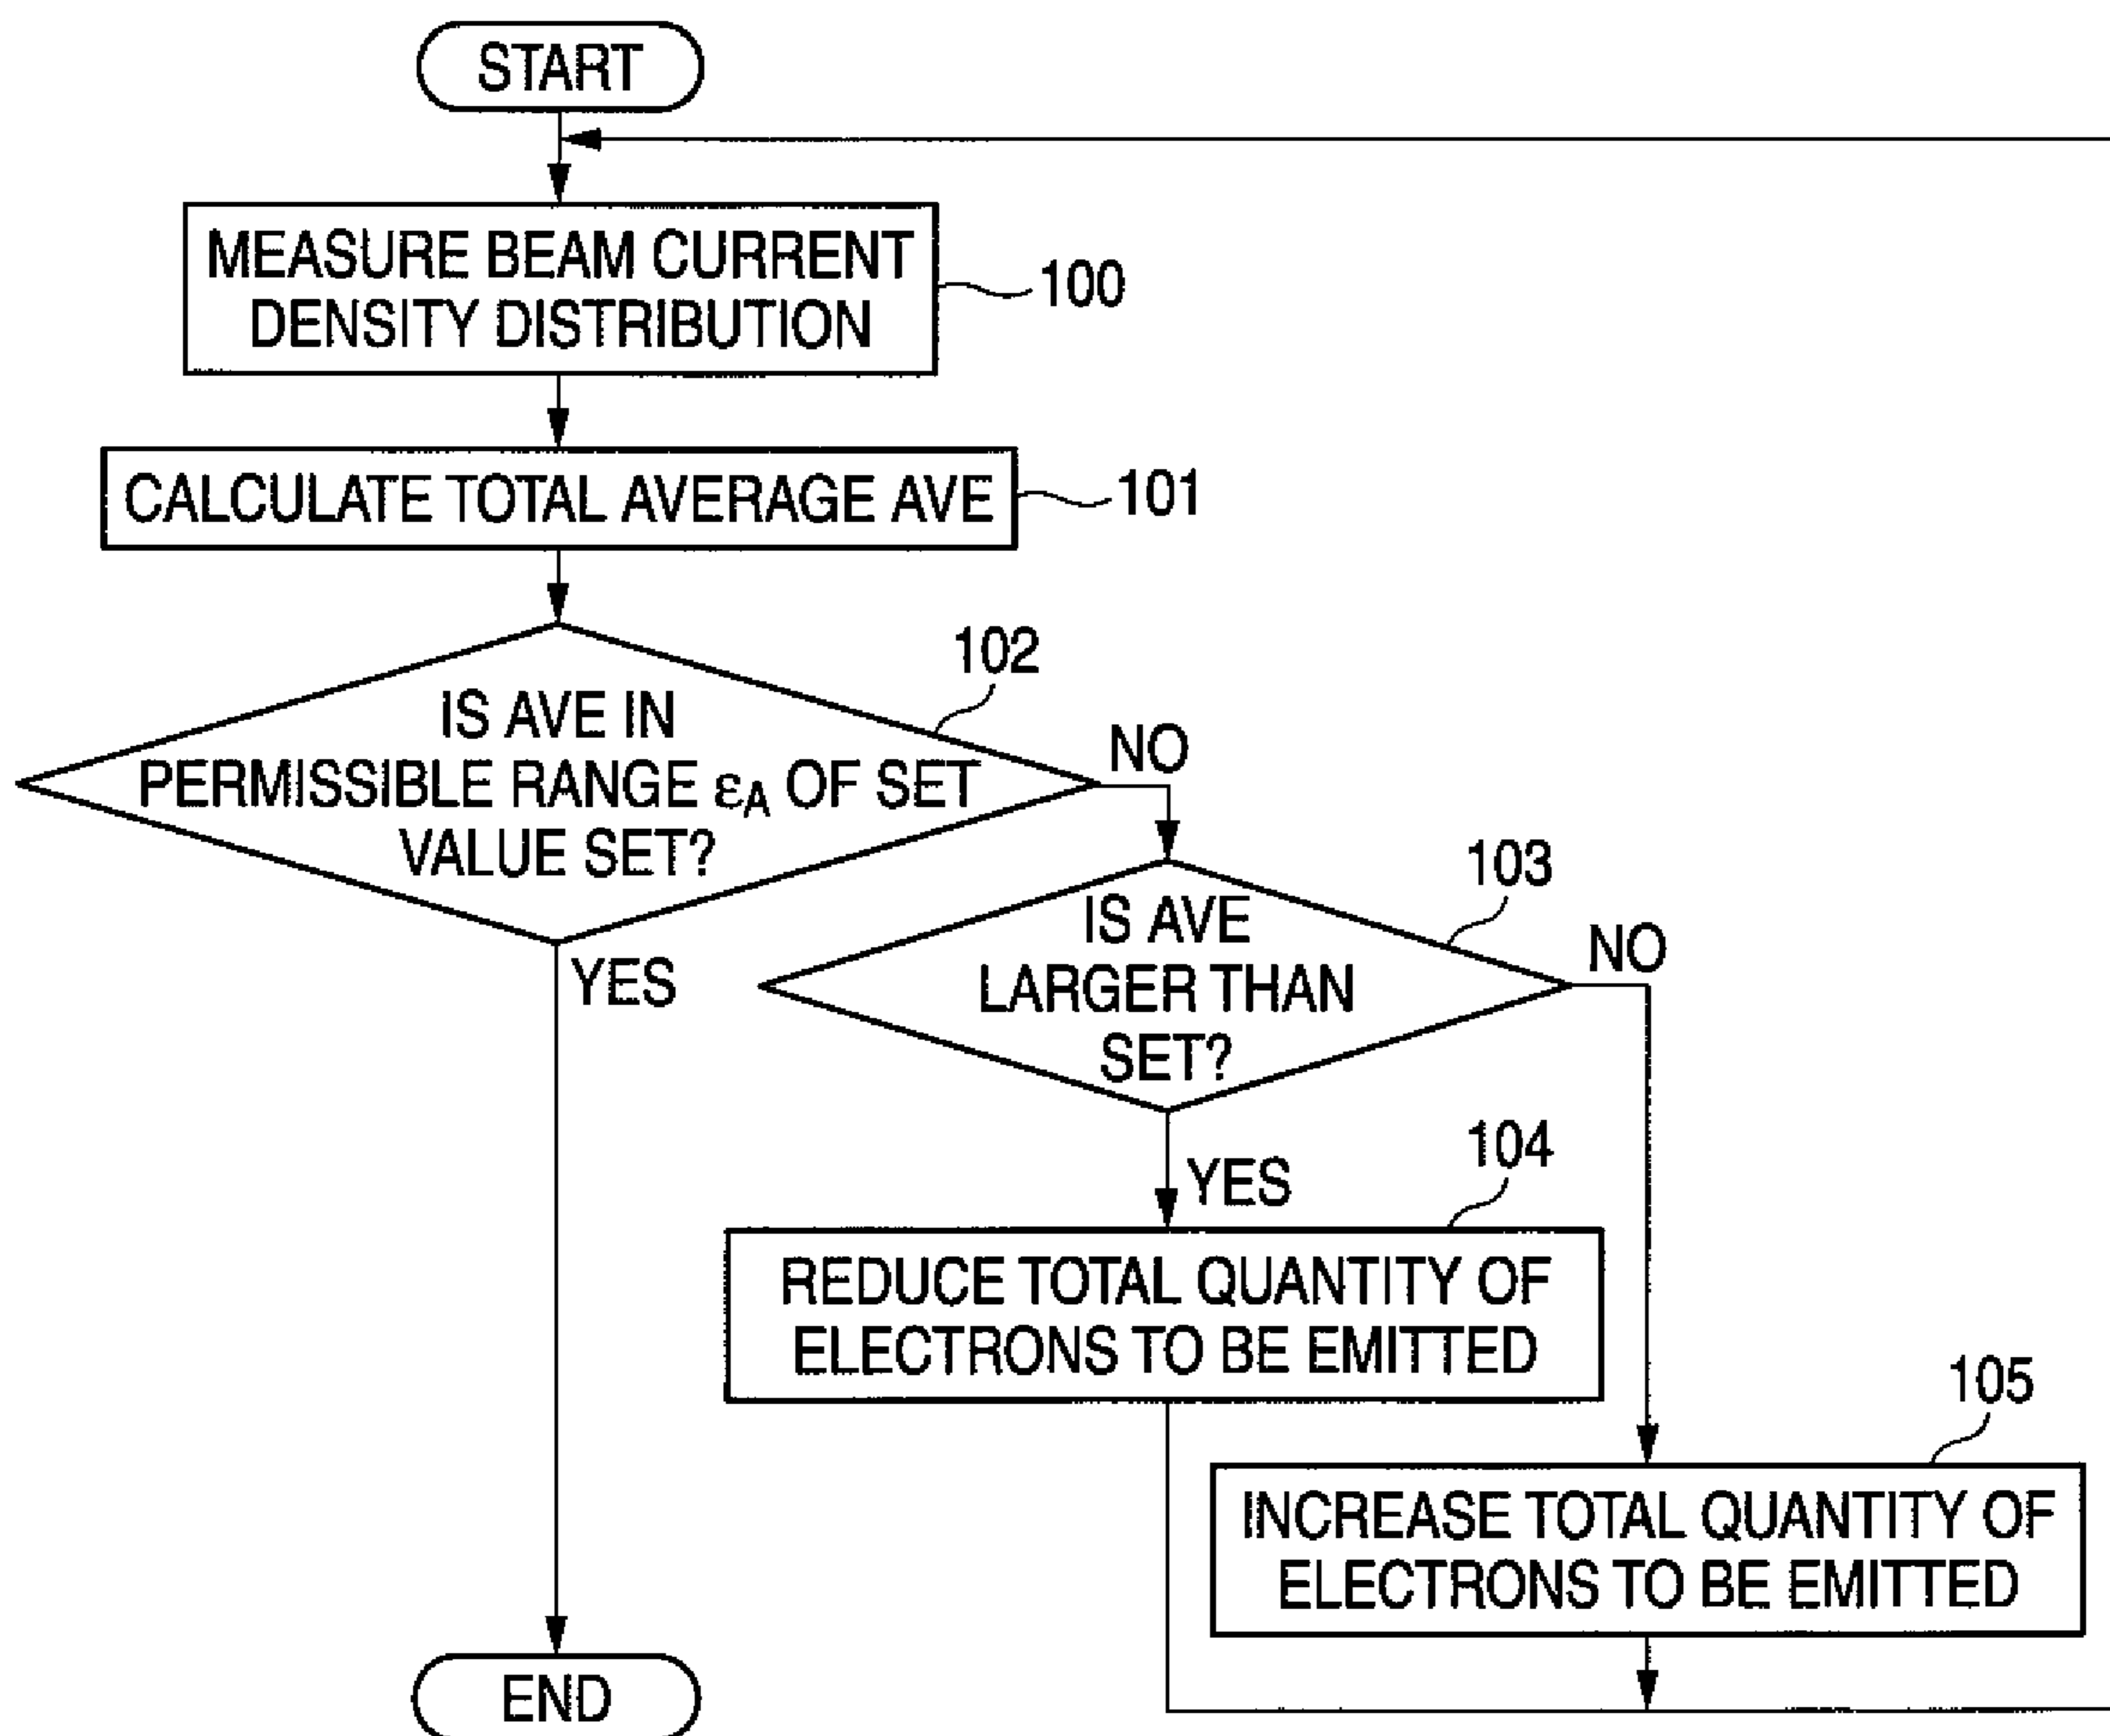 START
MEASURE BEAM CURRENT
DENSITY DISTRIBUTION
100
CALCULATE TOTAL AVERAGE AVE
101
102
IS AVE IN
PERMISSIBLE RANGE εA OF SET
VALUE SET?
NO
YES
103
IS AVE
LARGER THAN
SET?
NO
YES
104
REDUCE TOTAL QUANTITY OF
ELECTRONS TO BE EMITTED
105
INCREASE TOTAL QUANTITY OF
ELECTRONS TO BE EMITTED
END